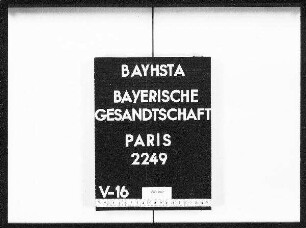 BAYHSTA
BAYERISCHE
GESANDTSCHAFT
PARIS
2249
V-16